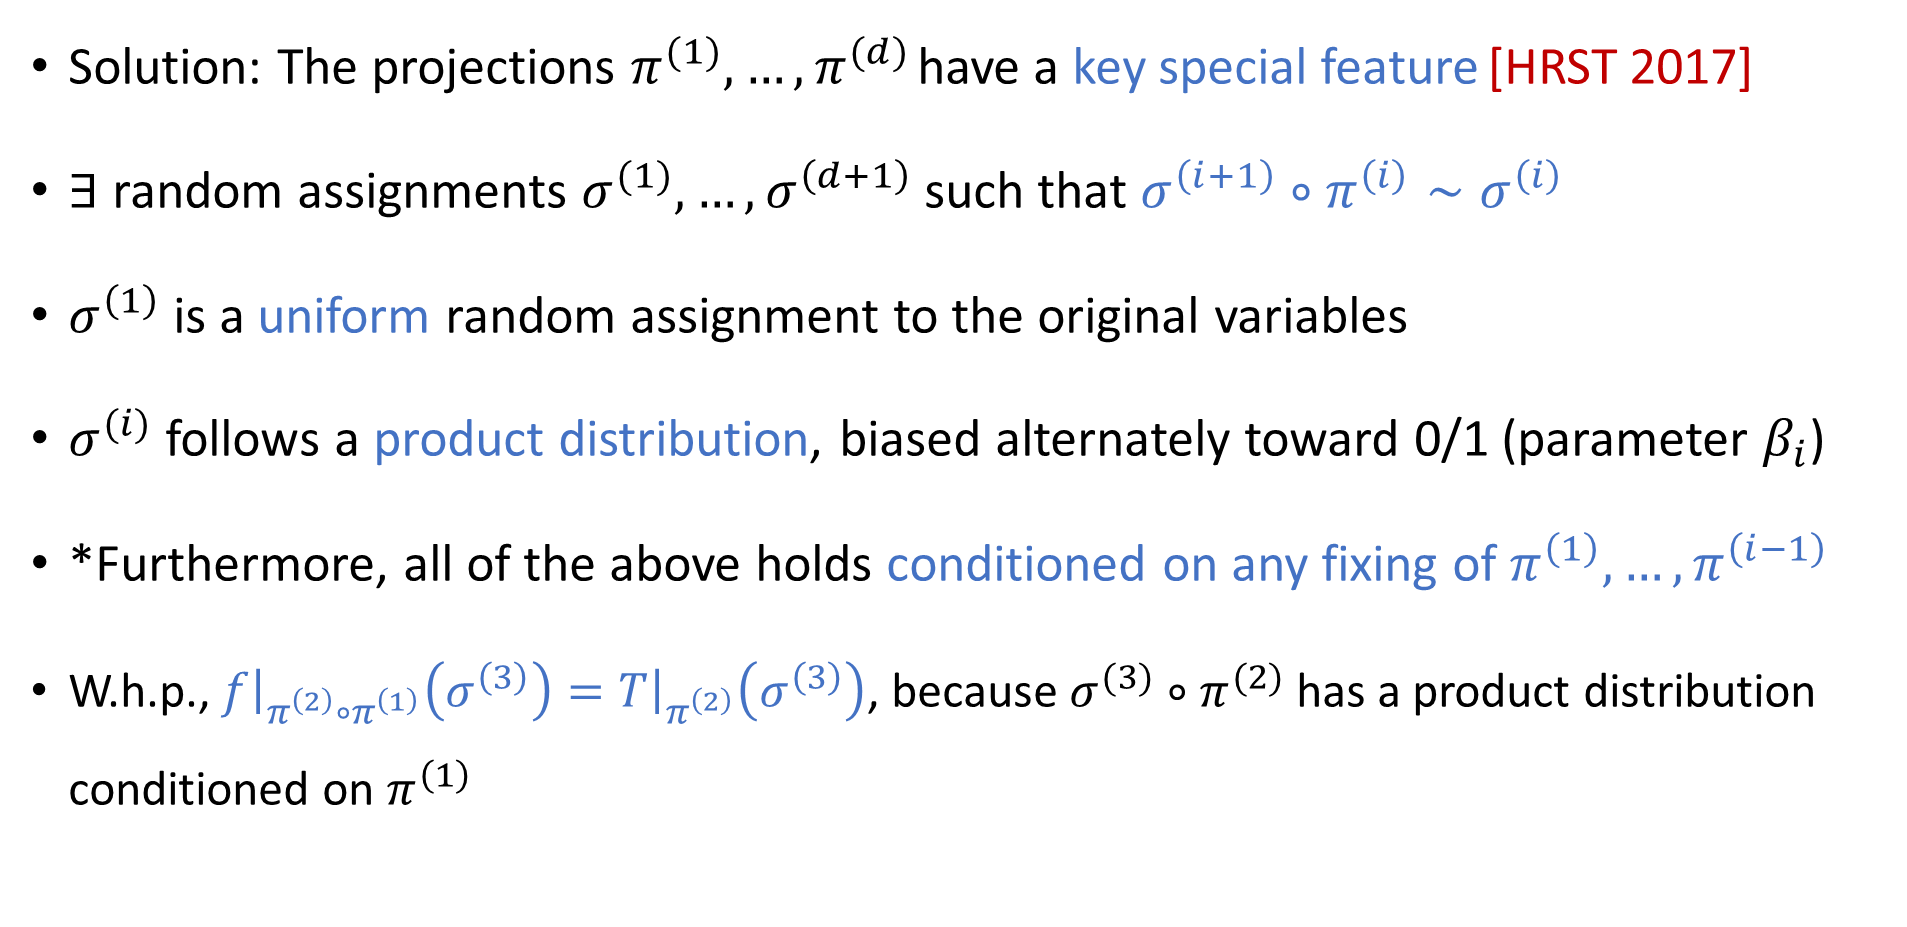 • Solution: The projections π⁽¹⁾, … , π⁽ᵈ⁾ have a key special feature [HRST 2017]
• ∃ random assignments σ⁽¹⁾, … , σ⁽ᵈ⁺¹⁾ such that σ⁽ⁱ⁺¹⁾ ∘ π⁽ⁱ⁾ ~ σ⁽ⁱ⁾
• σ⁽¹⁾ is a uniform random assignment to the original variables
• σ⁽ⁱ⁾ follows a product distribution, biased alternately toward 0/1 (parameter βᵢ)
• *Furthermore, all of the above holds conditioned on any fixing of π⁽¹⁾, … , π⁽ⁱ⁻¹⁾
• W.h.p., f|_{π⁽²⁾∘π⁽¹⁾}(σ⁽³⁾) = T|_{π⁽²⁾}(σ⁽³⁾), because σ⁽³⁾ ∘ π⁽²⁾ has a product distribution
conditioned on π⁽¹⁾